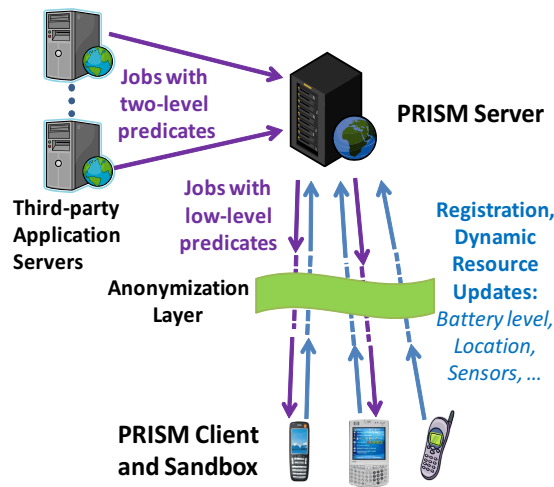 Jobs with
two-level
predicates
PRISM Server
Third-party
Application
Servers
Jobs with
low-level
predicates
Registration,
Dynamic
Resource
Updates:
Battery level,
Location,
Sensors, ...
Anonymization
Layer
PRISM Client
and Sandbox